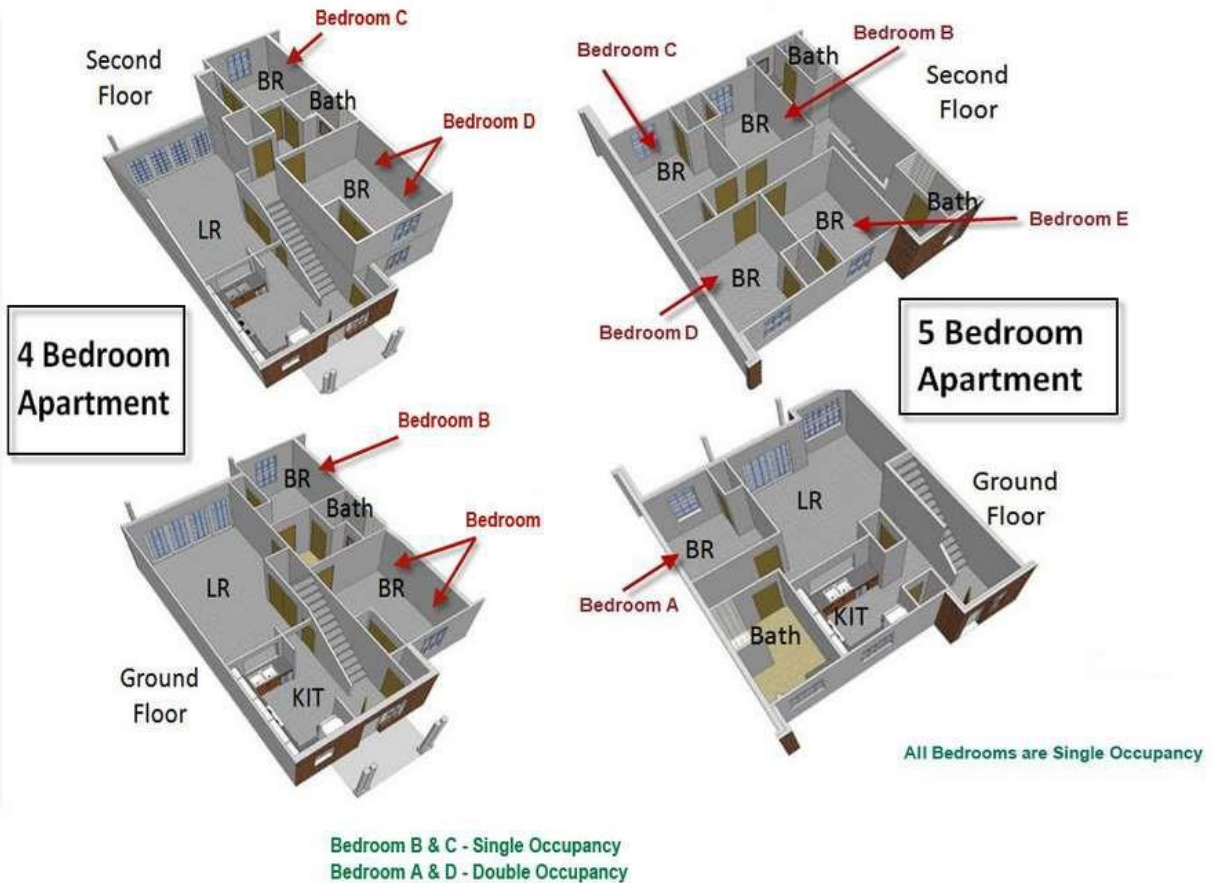 Bedroom C
Second
Floor
BR
Bath
Bedroom D
BR
LR
4 Bedroom
Apartment
Bedroom B
BR
Bath
Bedroom
LR
BR
Ground
Floor
KIT
Bedroom B & C - Single Occupancy
Bedroom A & D - Double Occupancy
Bedroom B
Bedroom C
Bath
Second
Floor
BR
BR
Bath
BR
Bedroom E
BR
Bedroom D
5 Bedroom
Apartment
LR
Ground
Floor
BR
Bedroom A
KIT
Bath
All Bedrooms are Single Occupancy